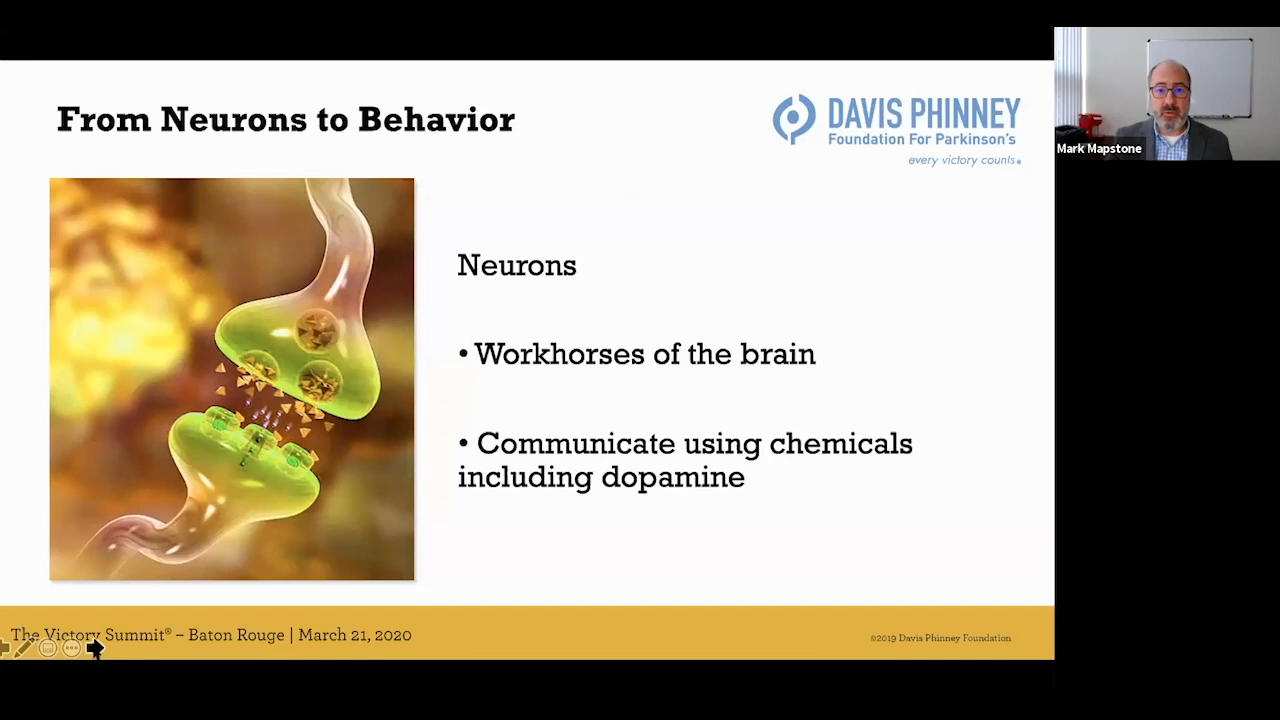 From Neurons to Behavior
DAVIS PHINNEY
Foundation For Parkinson's
every victory counts.
Mark Mapstone
Neurons
• Workhorses of the brain
• Communicate using chemicals
including dopamine
The Victory Summit® – Baton Rouge | March 21, 2020
©2019 Davis Phinney Foundation